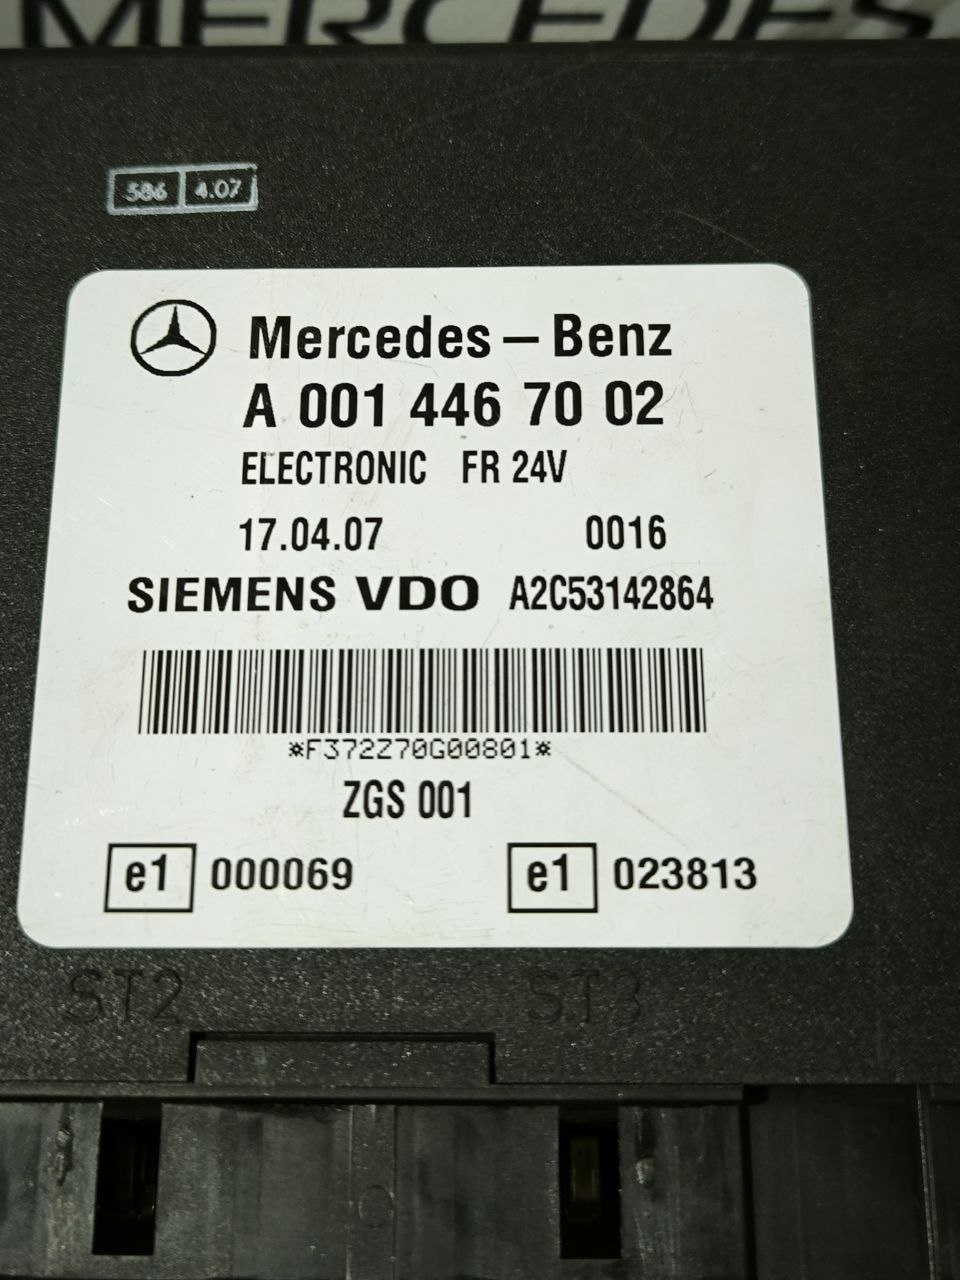 MERCEDES
586 4.07
Mercedes-Benz
A 001 446 70 02
ELECTRONIC FR 24V
17.04.07 0016
SIEMENS VDO A2C53142864
*F372Z70G00801*
ZGS 001
e1 000069 e1 023813
ST2 ST3